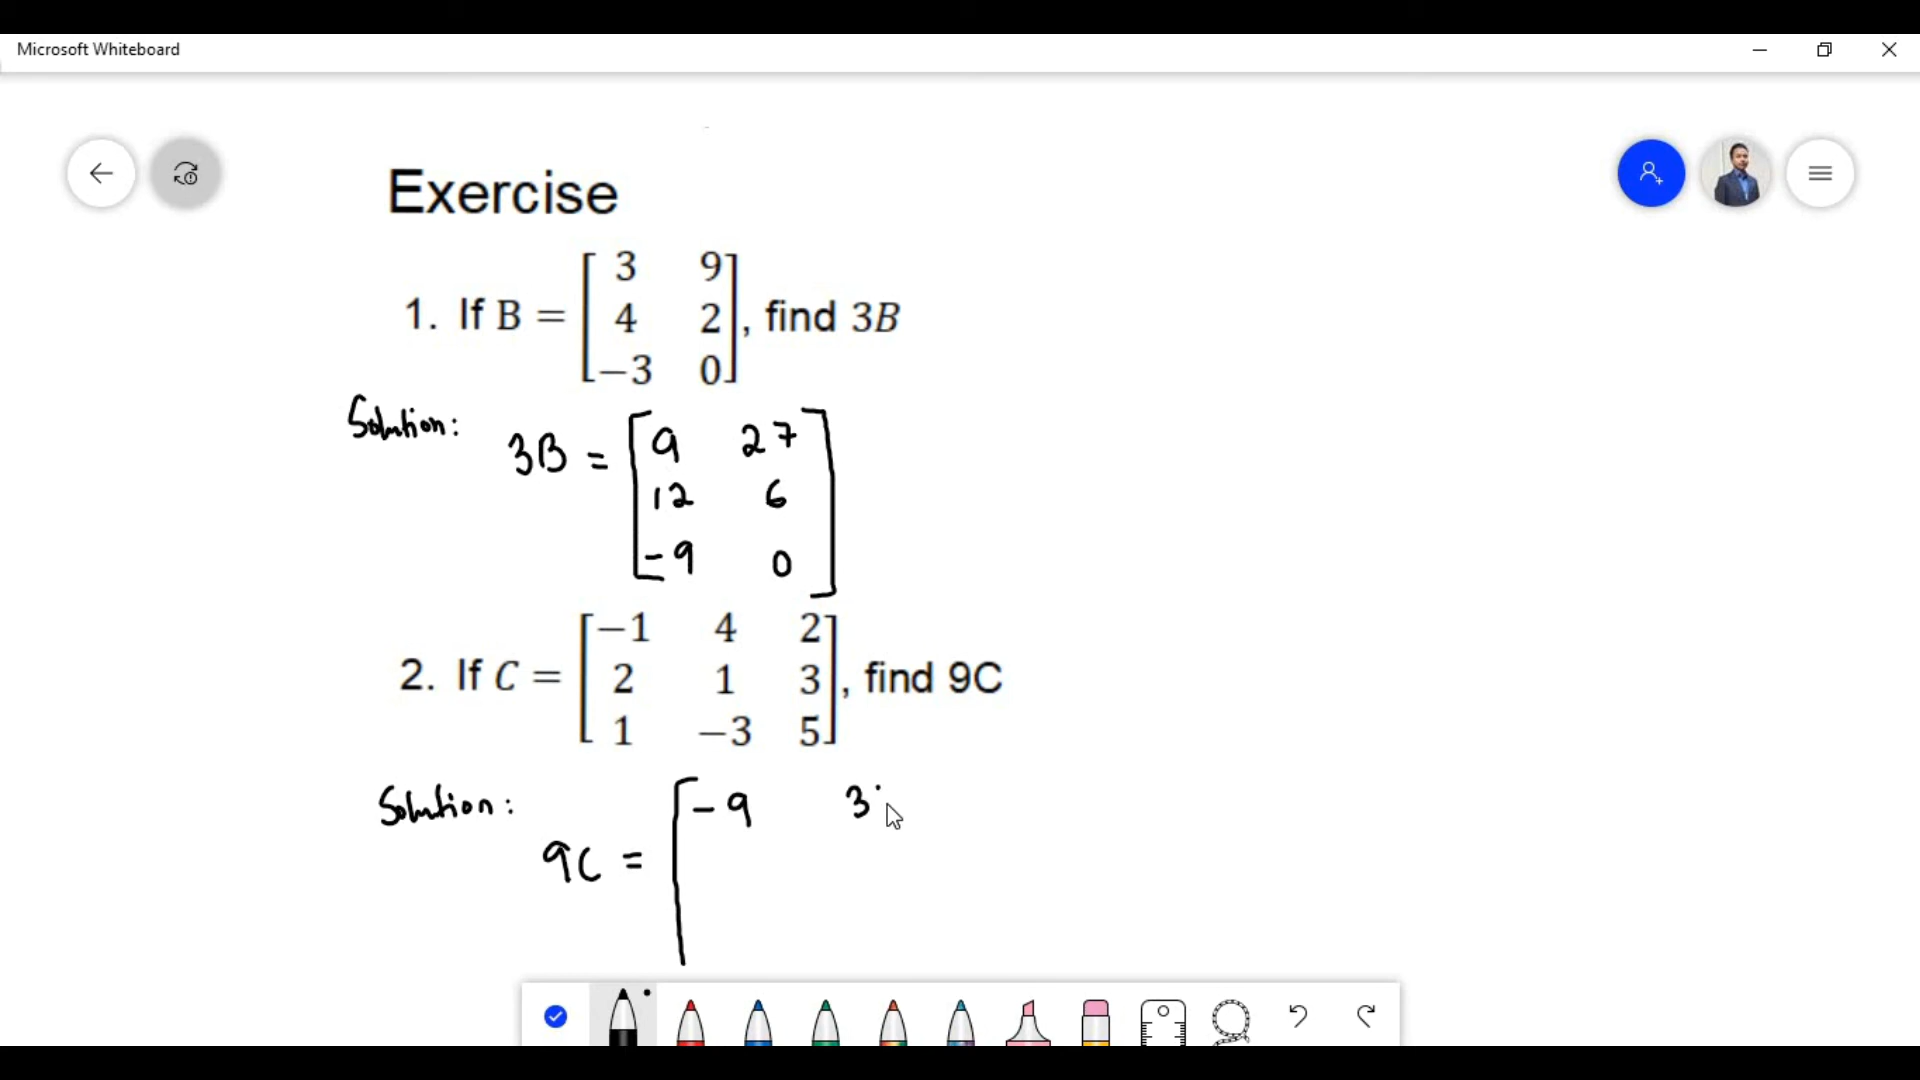 Microsoft Whiteboard
Exercise
1. If B = [ 3 9
4 2
−3 0 ], find 3B
Solution:
3B = [ 9 27
12 6
-9 0 ]
2. If C = [ −1 4 2
2 1 3
1 −3 5 ], find 9C
Solution:
9C = [ -9 3